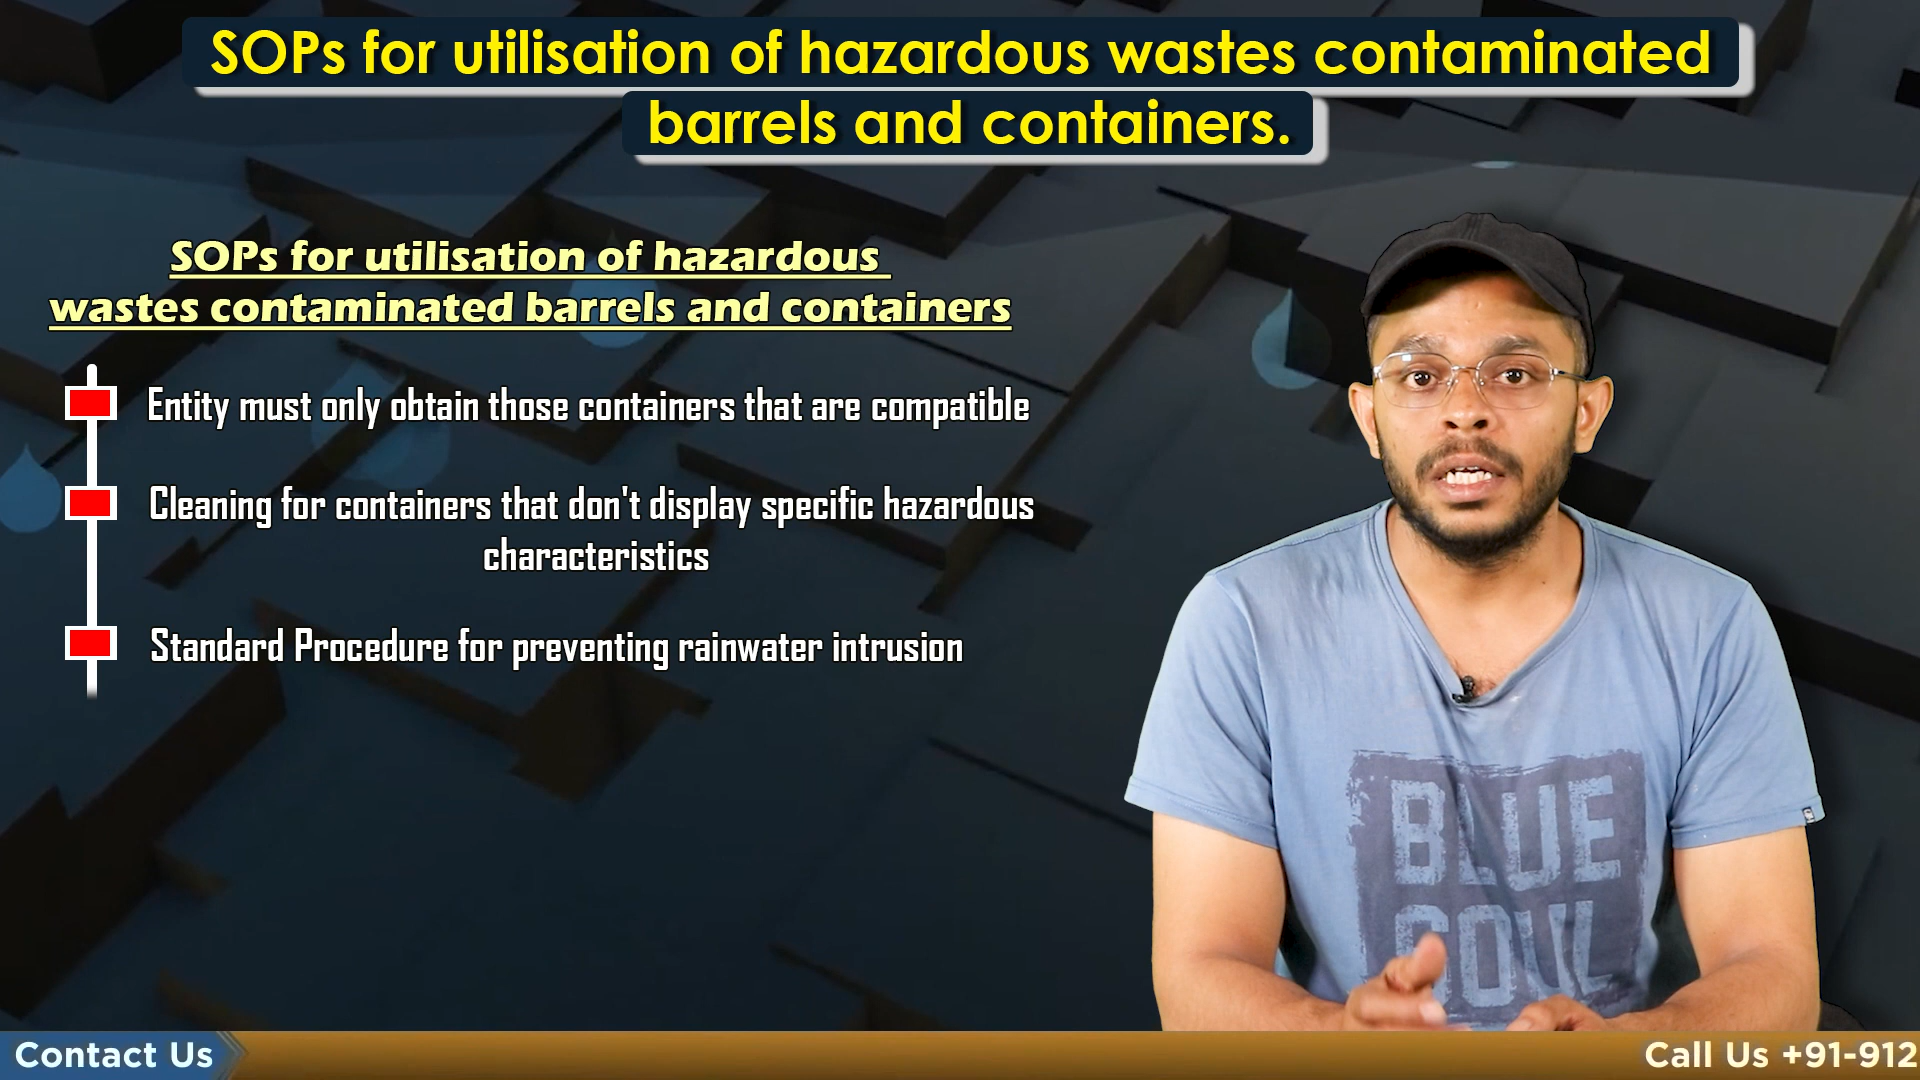 SOPs for utilisation of hazardous wastes contaminated
barrels and containers.
SOPs for utilisation of hazardous
wastes contaminated barrels and containers
Entity must only obtain those containers that are compatible
Cleaning for containers that don't display specific hazardous
characteristics
Standard Procedure for preventing rainwater intrusion
BLUE
SOUL
Contact Us
Call Us +91-912